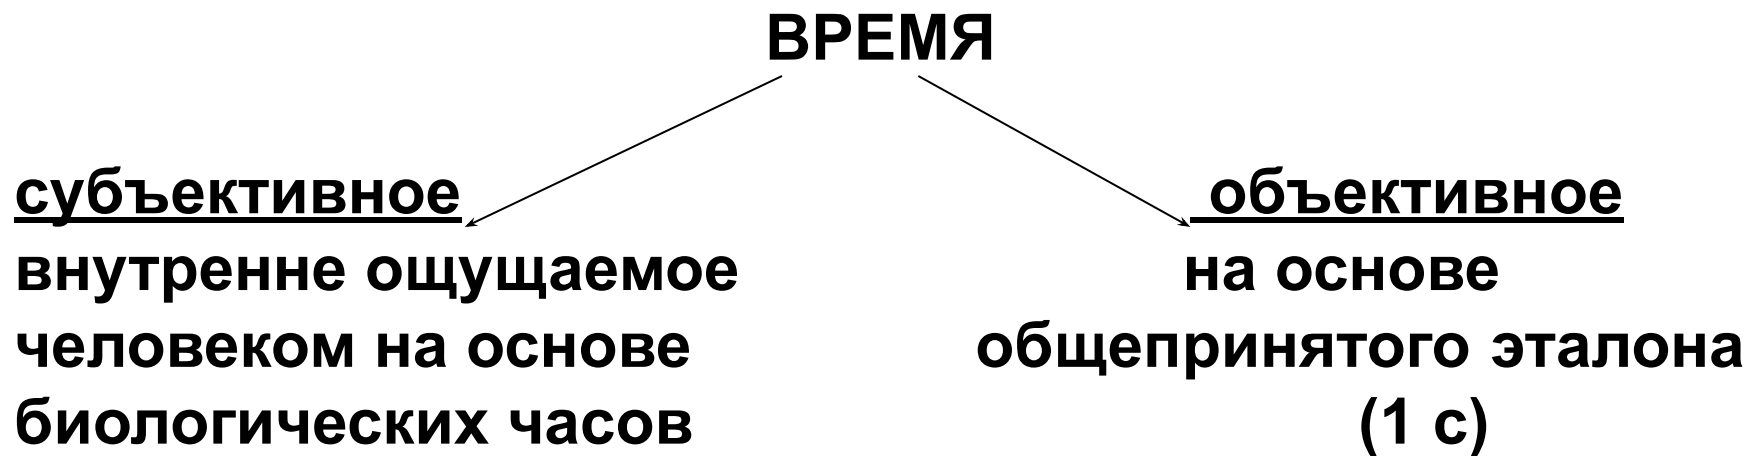 ВРЕМЯ
субъективное
внутренне ощущаемое
человеком на основе
биологических часов
объективное
на основе
общепринятого эталона
(1 с)